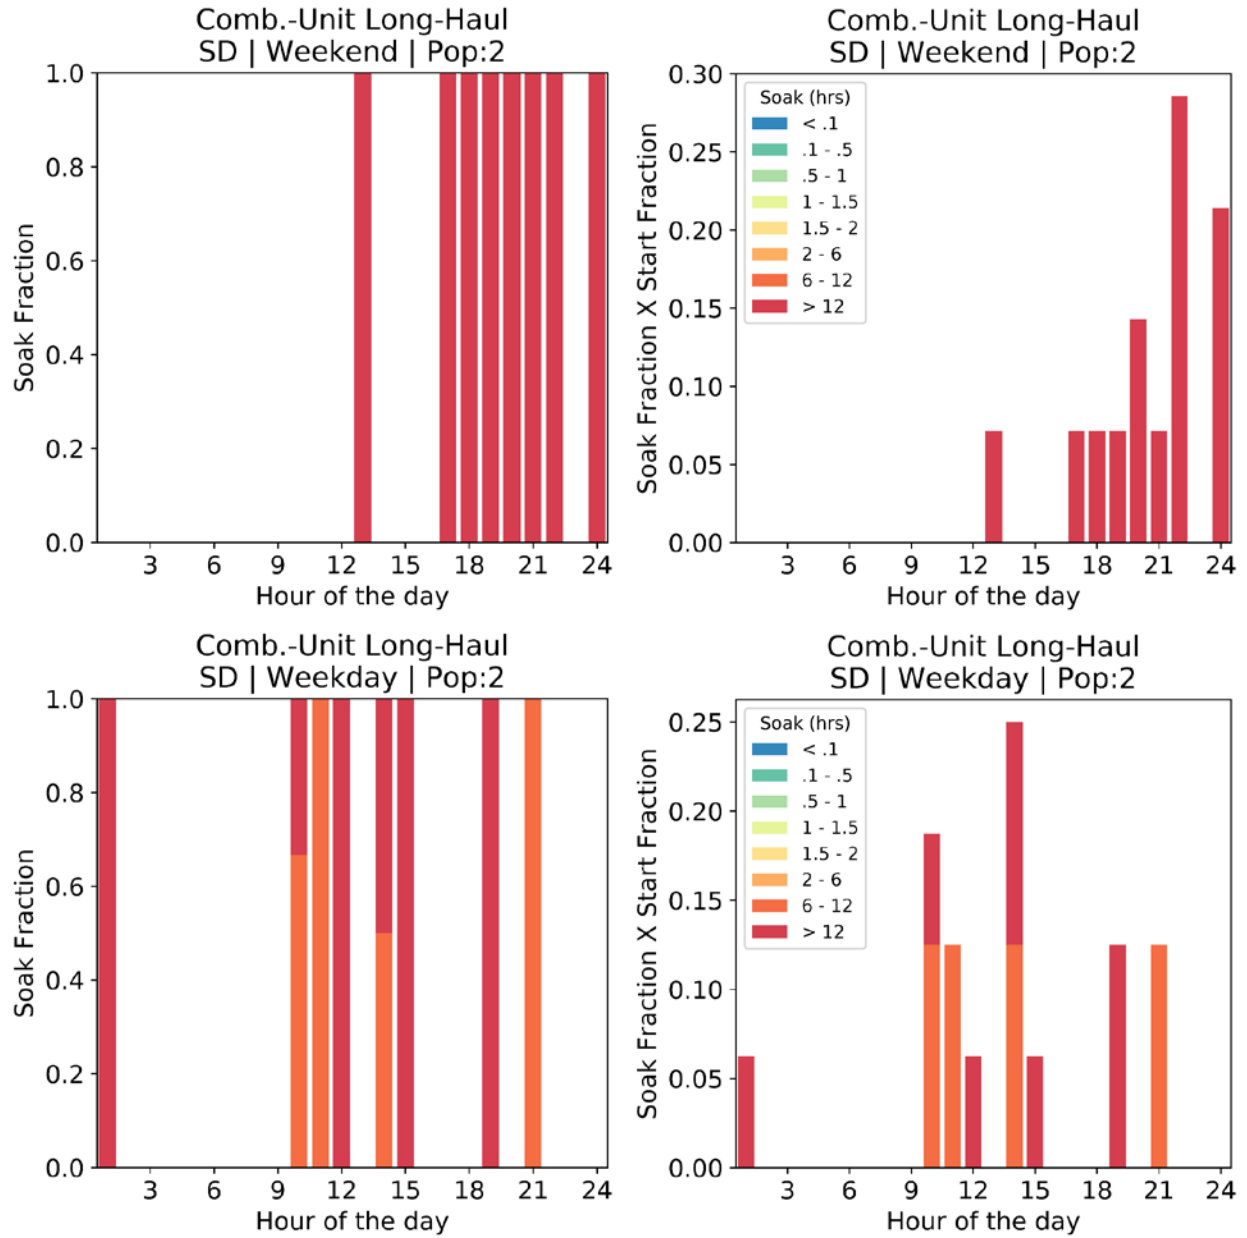 Comb.-Unit Long-Haul
SD | Weekend | Pop:2
1.0
0.8
0.6
0.4
0.2
0.0
Soak Fraction
3 6 9 12 15 18 21 24
Hour of the day
Comb.-Unit Long-Haul
SD | Weekend | Pop:2
0.30
0.25
0.20
0.15
0.10
0.05
0.00
Soak Fraction X Start Fraction
Soak (hrs)
< .1
.1 - .5
.5 - 1
1 - 1.5
1.5 - 2
2 - 6
6 - 12
> 12
3 6 9 12 15 18 21 24
Hour of the day
Comb.-Unit Long-Haul
SD | Weekday | Pop:2
1.0
0.8
0.6
0.4
0.2
0.0
Soak Fraction
3 6 9 12 15 18 21 24
Hour of the day
Comb.-Unit Long-Haul
SD | Weekday | Pop:2
0.25
0.20
0.15
0.10
0.05
0.00
Soak Fraction X Start Fraction
Soak (hrs)
< .1
.1 - .5
.5 - 1
1 - 1.5
1.5 - 2
2 - 6
6 - 12
> 12
3 6 9 12 15 18 21 24
Hour of the day